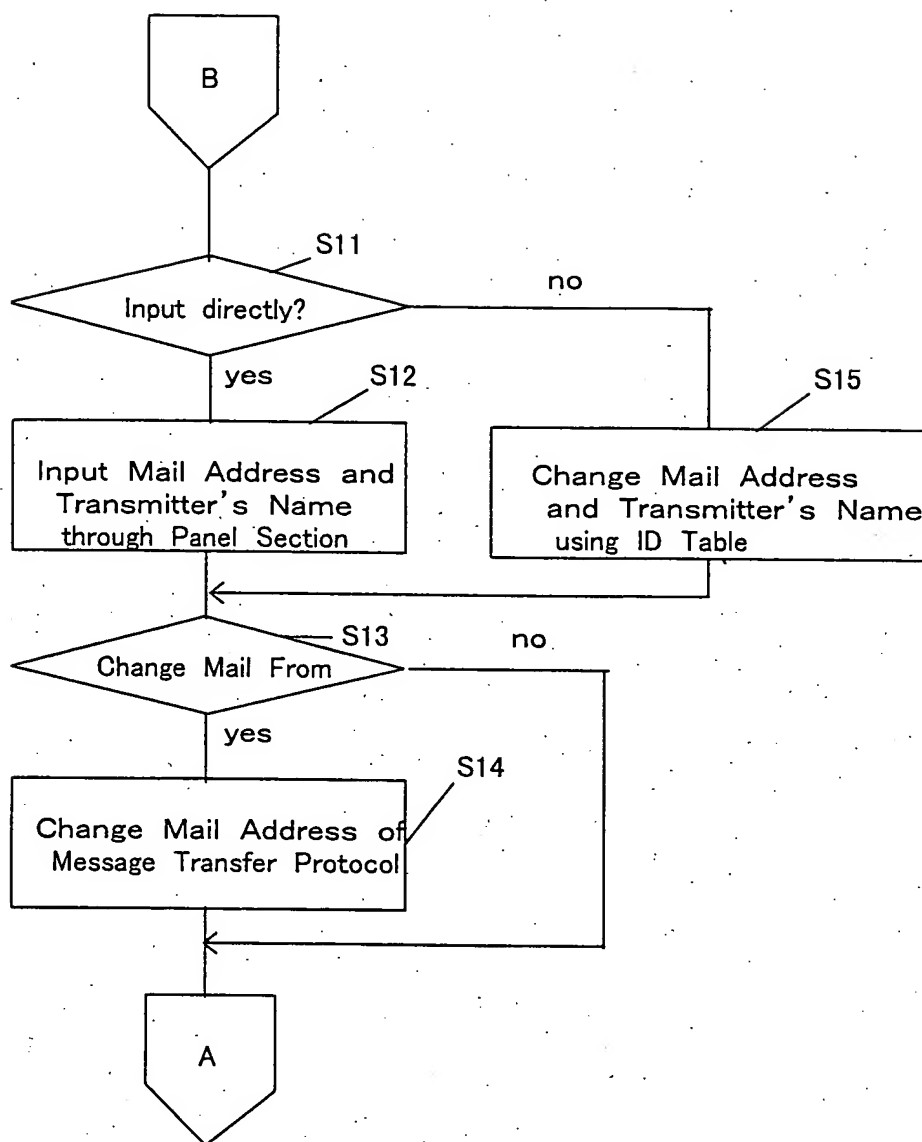 B
S11
Input directly?
no
yes
S12
Input Mail Address and
Transmitter's Name
through Panel Section
S15
Change Mail Address
and Transmitter's Name
using ID Table
S13
Change Mail From
no
yes
S14
Change Mail Address of
Message Transfer Protocol
A